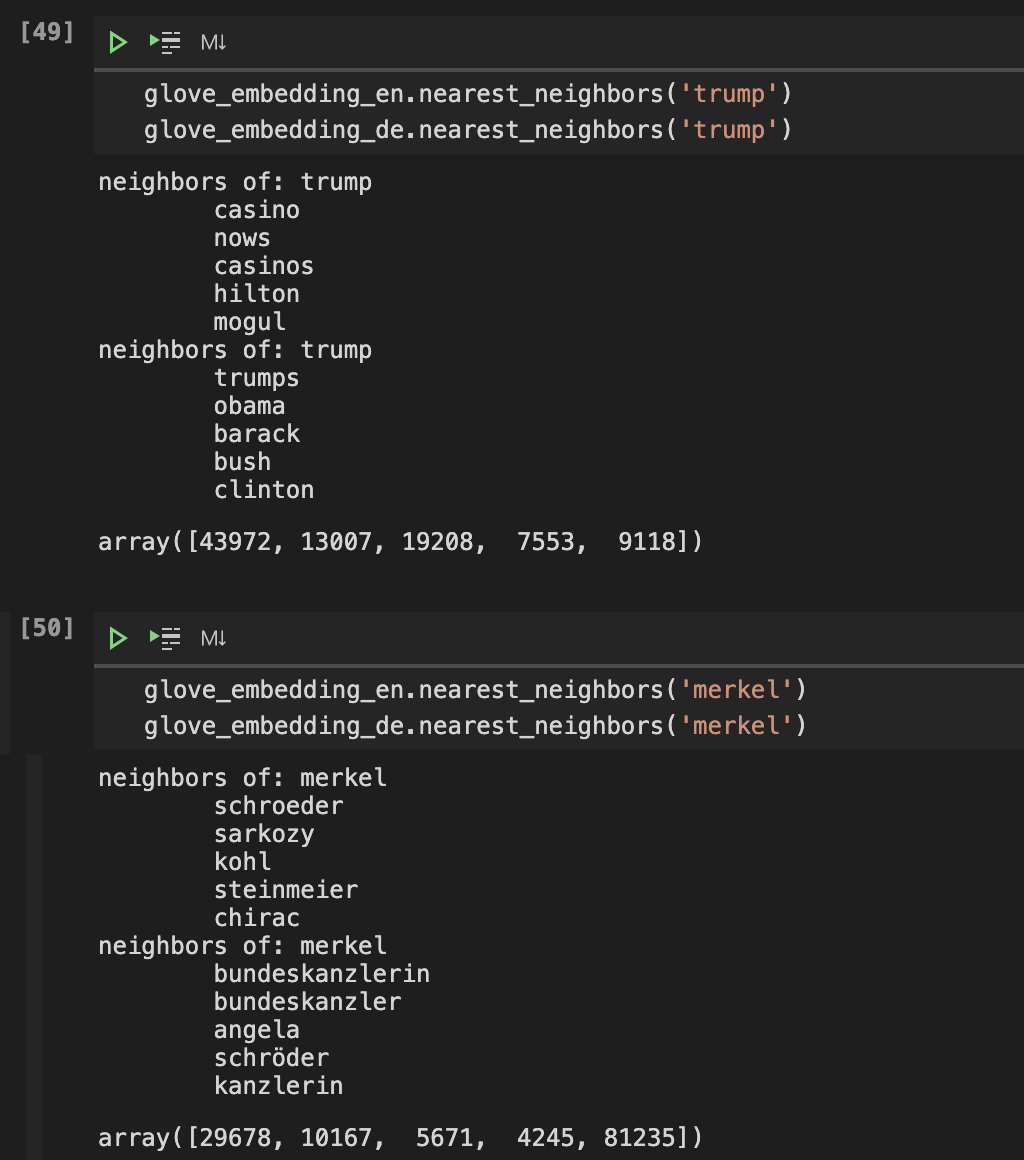 [49]
M↓
glove_embedding_en.nearest_neighbors('trump')
glove_embedding_de.nearest_neighbors('trump')
neighbors of: trump
casino
nows
casinos
hilton
mogul
neighbors of: trump
trumps
obama
barack
bush
clinton
array([43972, 13007, 19208,  7553,  9118])
[50]
M↓
glove_embedding_en.nearest_neighbors('merkel')
glove_embedding_de.nearest_neighbors('merkel')
neighbors of: merkel
schroeder
sarkozy
kohl
steinmeier
chirac
neighbors of: merkel
bundeskanzlerin
bundeskanzler
angela
schröder
kanzlerin
array([29678, 10167,  5671,  4245, 81235])